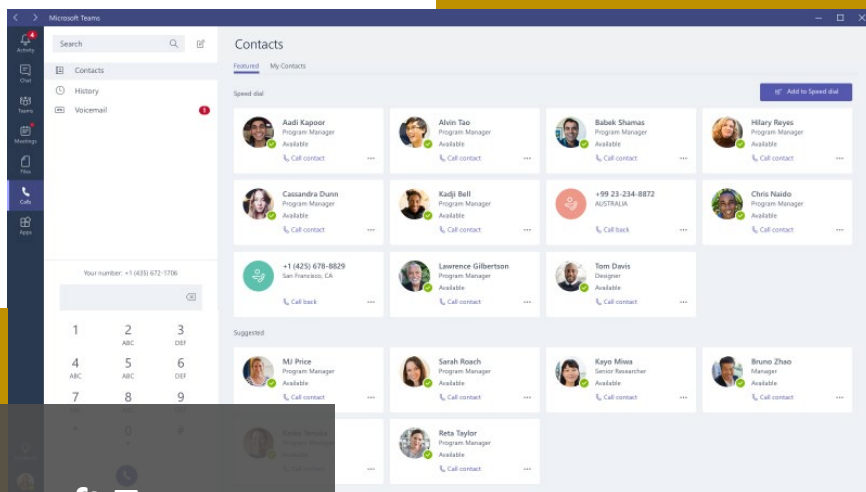 Microsoft Teams
4
Activity
Chat
Teams
Meetings
Files
Calls
Apps
Search
Contacts
History
Voicemail
1
Your number: +1 (435) 672-1706
1
2
ABC
3
DEF
4
ABC
5
ABC
6
DEF
7
8
9
Contacts
Featured
My Contacts
Speed dial
Add to Speed dial
Aadi Kapoor
Program Manager
Available
Call contact
Alvin Tao
Program Manager
Available
Call contact
Babek Shamas
Program Manager
Available
Call contact
Hilary Reyes
Program Manager
Available
Call contact
Cassandra Dunn
Program Manager
Available
Call contact
Kadji Bell
Program Manager
Available
Call contact
+99 23-234-8872
AUSTRALIA
Call back
Chris Naido
Program Manager
Available
Call contact
+1 (425) 678-8829
San Francisco, CA
Call back
Lawrence Gilbertson
Program Manager
Available
Call contact
Tom Davis
Designer
Available
Call contact
Suggested
MJ Price
Program Manager
Available
Call contact
Sarah Roach
Program Manager
Available
Call contact
Kayo Miwa
Senior Researcher
Available
Call contact
Bruno Zhao
Manager
Available
Call contact
Reta Taylor
Program Manager
Available
Call contact